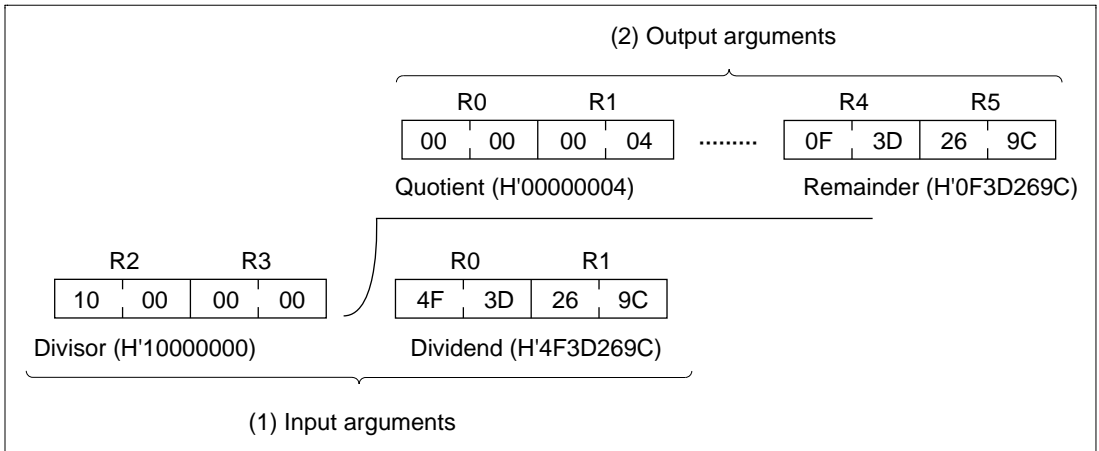 (2) Output arguments
R0 R1 R4 R5
00 00 00 04 ......... 0F 3D 26 9C
Quotient (H'00000004) Remainder (H'0F3D269C)
R2 R3 R0 R1
10 00 00 00 4F 3D 26 9C
Divisor (H'10000000) Dividend (H'4F3D269C)
(1) Input arguments